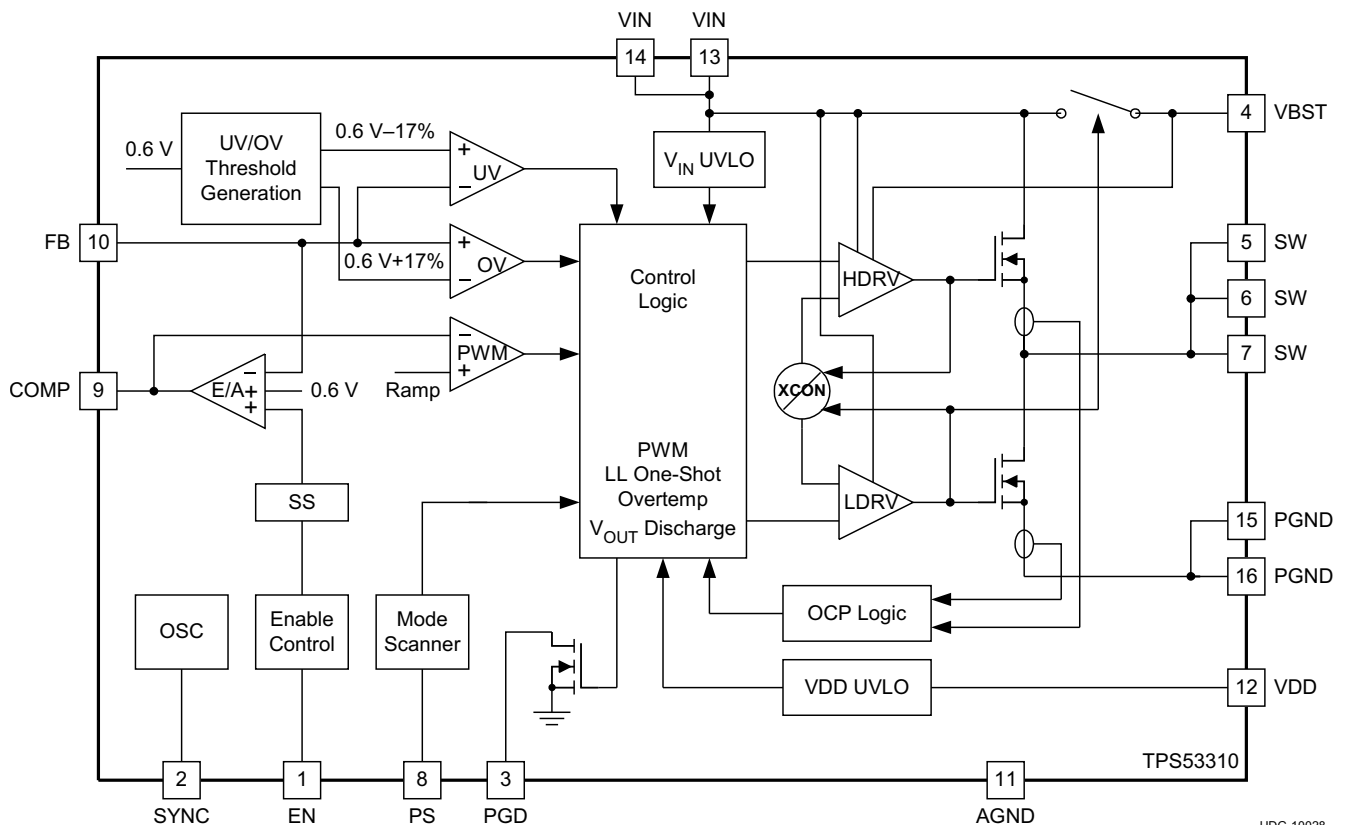 VIN
VIN
14
13
0.6 V–17%
0.6 V
UV/OV
Threshold
Generation
+
UV
–
V_IN UVLO
4
VBST
FB
10
0.6 V+17%
+
OV
–
Control
Logic
HDRV
5
SW
6
SW
7
SW
–
PWM
+
Ramp
XCON
COMP
9
E/A
–
+
+
0.6 V
PWM
LL One-Shot
Overtemp
V_OUT Discharge
LDRV
SS
15
PGND
16
PGND
OSC
Enable
Control
Mode
Scanner
OCP Logic
VDD UVLO
12
VDD
TPS53310
2
1
8
3
11
SYNC
EN
PS
PGD
AGND